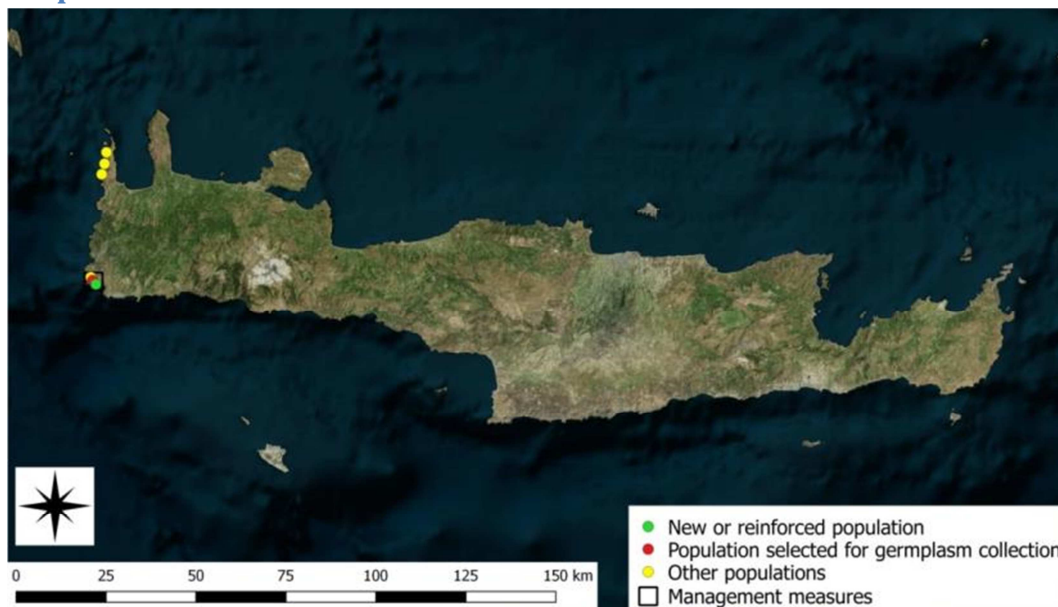 0 25 50 75 100 125 150 km
New or reinforced population
Population selected for germplasm collection
Other populations
Management measures